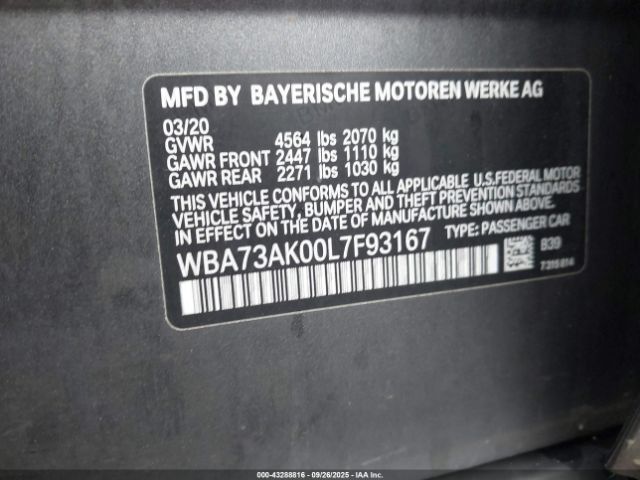 MFD BY BAYERISCHE MOTOREN WERKE AG
03/20
GVWR 4564 lbs 2070 kg
GAWR FRONT 2447 lbs 1110 kg
GAWR REAR 2271 lbs 1030 kg
THIS VEHICLE CONFORMS TO ALL APPLICABLE U.S.FEDERAL MOTOR
VEHICLE SAFETY, BUMPER AND THEFT PREVENTION STANDARDS
IN EFFECT ON THE DATE OF MANUFACTURE SHOWN ABOVE.
WBA73AK00L7F93167 TYPE: PASSENGER CAR
B39
7 315 814
000-43288816 - 09/26/2025 - IAA Inc.